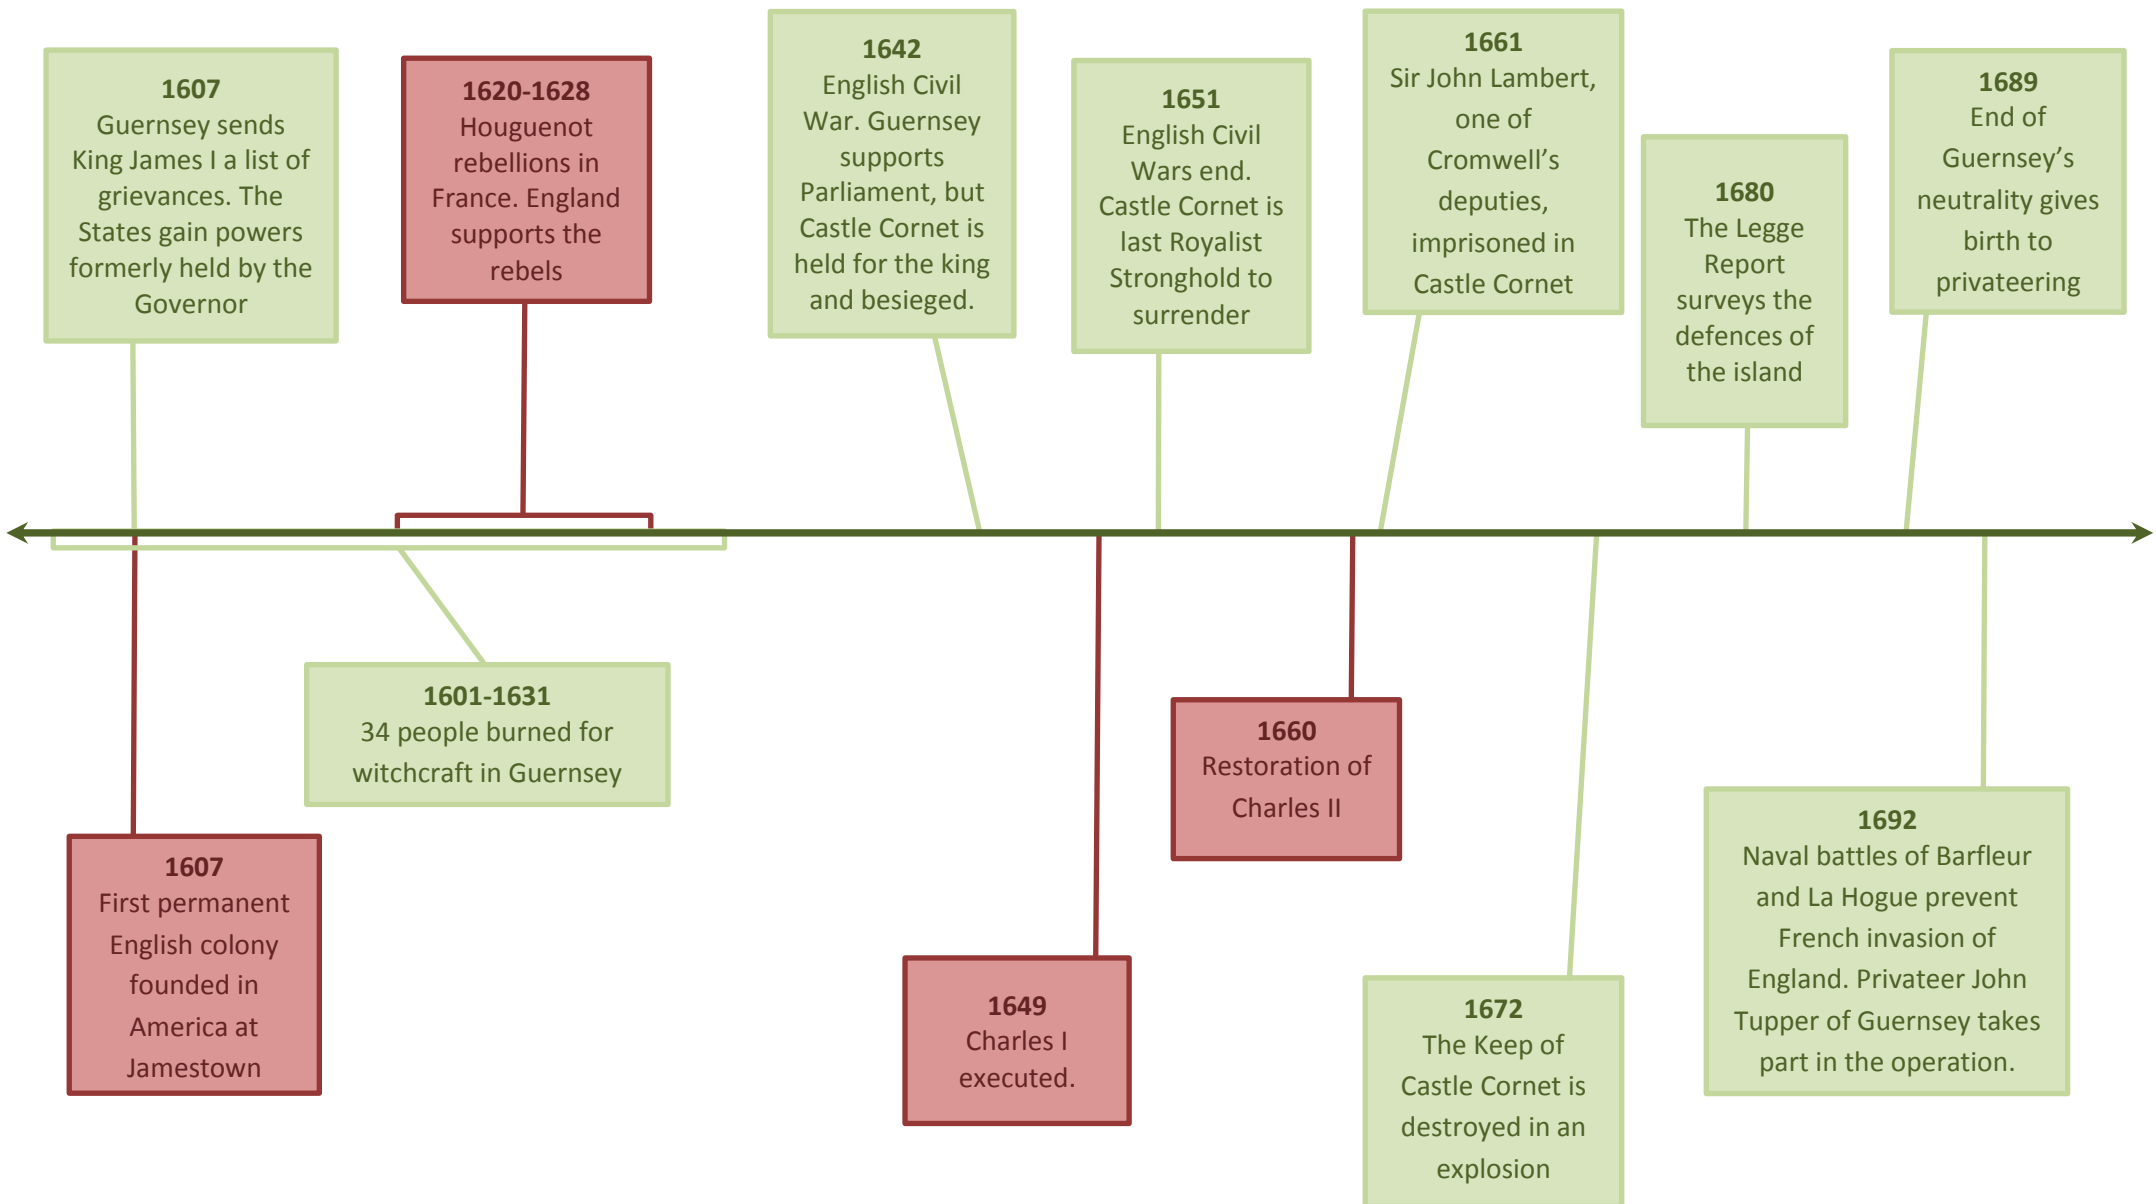 1607
Guernsey sends
King James I a list of
grievances. The
States gain powers
formerly held by the
Governor
1620-1628
Houguenot
rebellions in
France. England
supports the
rebels
1642
English Civil
War. Guernsey
supports
Parliament, but
Castle Cornet is
held for the king
and besieged.
1651
English Civil
Wars end.
Castle Cornet is
last Royalist
Stronghold to
surrender
1661
Sir John Lambert,
one of
Cromwell’s
deputies,
imprisoned in
Castle Cornet
1680
The Legge
Report
surveys the
defences of
the island
1689
End of
Guernsey’s
neutrality gives
birth to
privateering
1601-1631
34 people burned for
witchcraft in Guernsey
1607
First permanent
English colony
founded in
America at
Jamestown
1649
Charles I
executed.
1660
Restoration of
Charles II
1672
The Keep of
Castle Cornet is
destroyed in an
explosion
1692
Naval battles of Barfleur
and La Hogue prevent
French invasion of
England. Privateer John
Tupper of Guernsey takes
part in the operation.